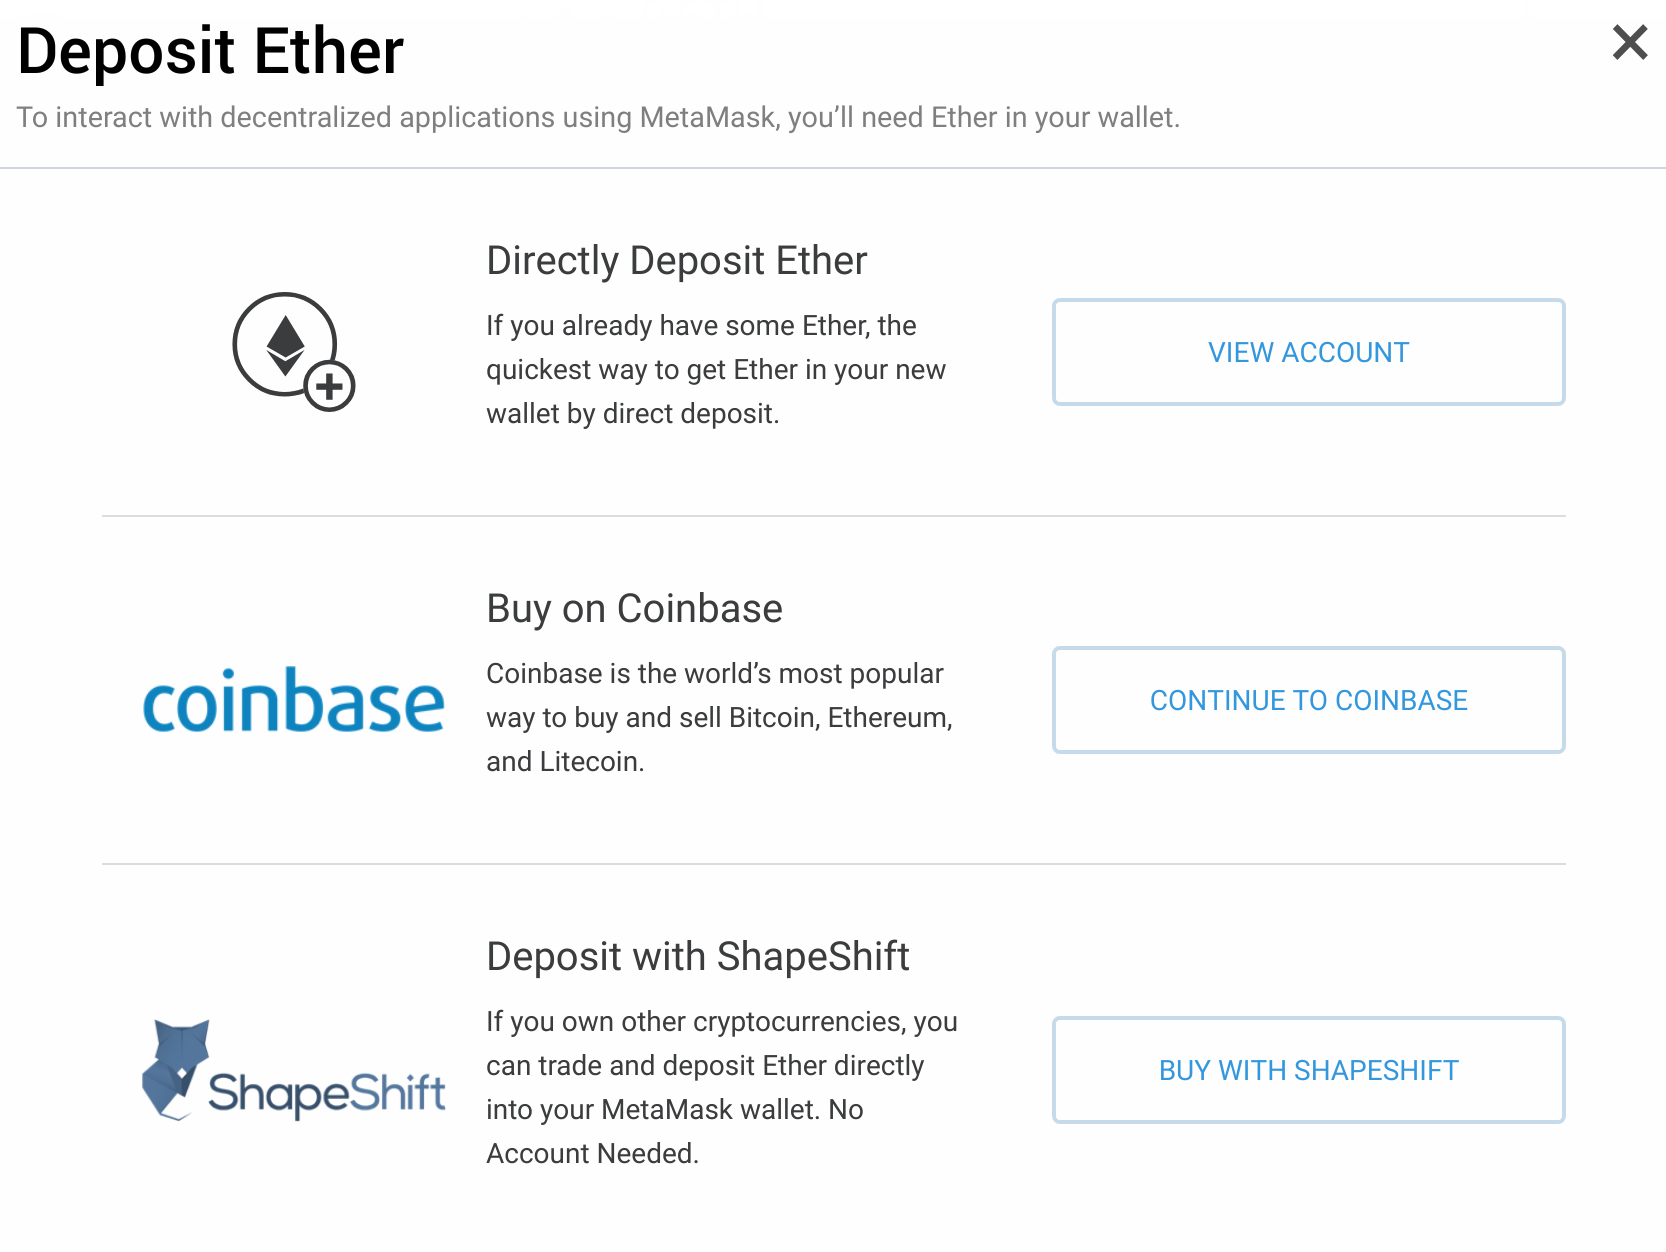 Deposit Ether
To interact with decentralized applications using MetaMask, you’ll need Ether in your wallet.
Directly Deposit Ether
If you already have some Ether, the
quickest way to get Ether in your new
wallet by direct deposit.
VIEW ACCOUNT
coinbase
Buy on Coinbase
Coinbase is the world’s most popular
way to buy and sell Bitcoin, Ethereum,
and Litecoin.
CONTINUE TO COINBASE
ShapeShift
Deposit with ShapeShift
If you own other cryptocurrencies, you
can trade and deposit Ether directly
into your MetaMask wallet. No
Account Needed.
BUY WITH SHAPESHIFT